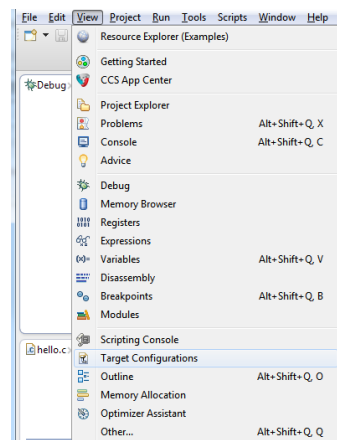 File Edit View Project Run Tools Scripts Window Help
Resource Explorer (Examples)
Getting Started
CCS App Center
Debug
Project Explorer
Problems Alt+Shift+Q, X
Console Alt+Shift+Q, C
Advice
Debug
Memory Browser
1010 0101 Registers
Expressions
(x)= Variables Alt+Shift+Q, V
Disassembly
Breakpoints Alt+Shift+Q, B
Modules
Scripting Console
hello.c
Target Configurations
Outline Alt+Shift+Q, O
Memory Allocation
Optimizer Assistant
Other... Alt+Shift+Q, Q